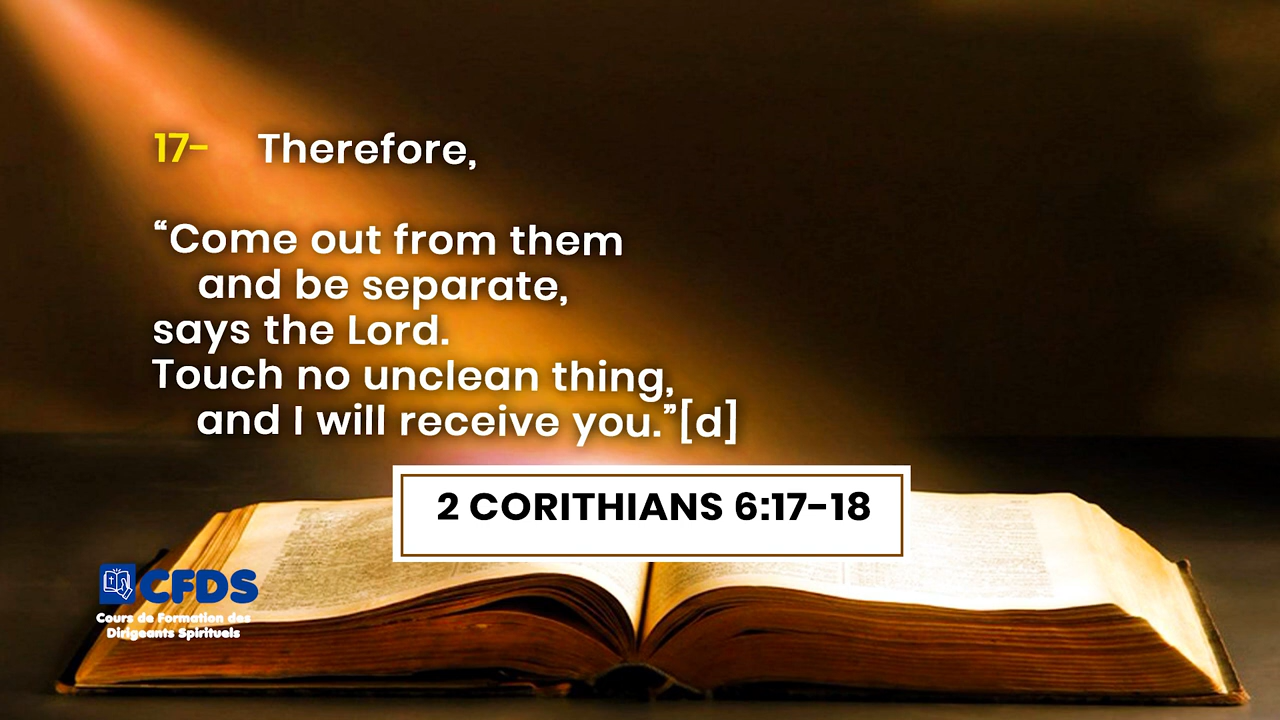 17- Therefore,
“Come out from them
and be separate,
says the Lord.
Touch no unclean thing,
and I will receive you.”[d]
2 CORITHIANS 6:17-18
CFDS
Cours de Formation des
Dirigeants Spirituels